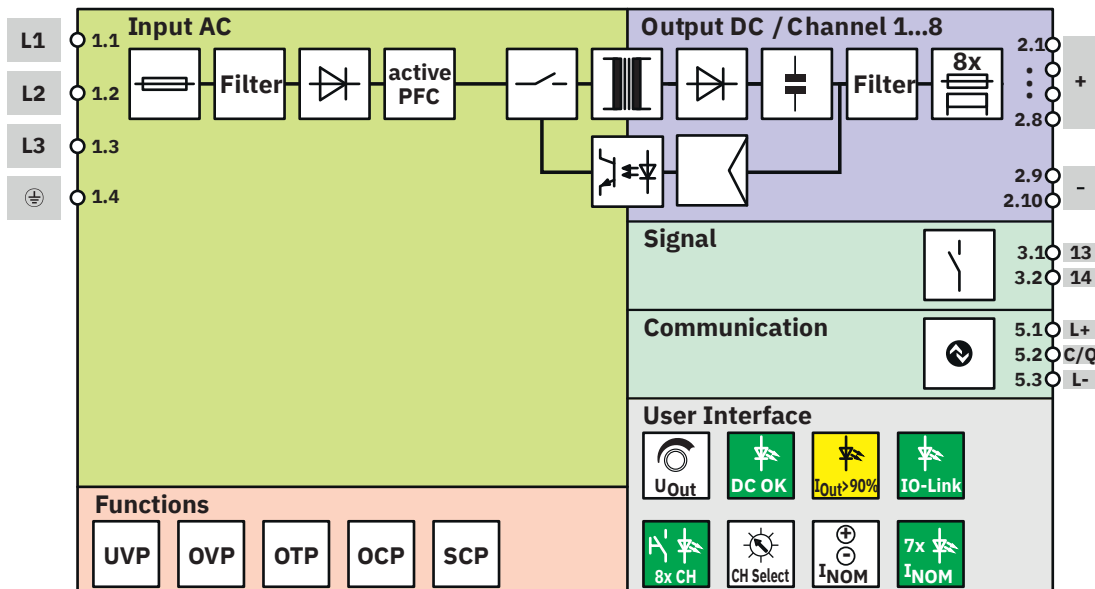 Input AC
Output DC / Channel 1...8
L1
1.1
L2
1.2
L3
1.3
1.4
Filter
active
PFC
Filter
8x
2.1
2.8
+
2.9
2.10
-
Signal
3.1
13
3.2
14
Communication
5.1
L+
5.2
C/Q
5.3
L-
User Interface
UOut
DC OK
IOut>90%
IO-Link
8x CH
CH Select
INOM
7x
INOM
Functions
UVP
OVP
OTP
OCP
SCP